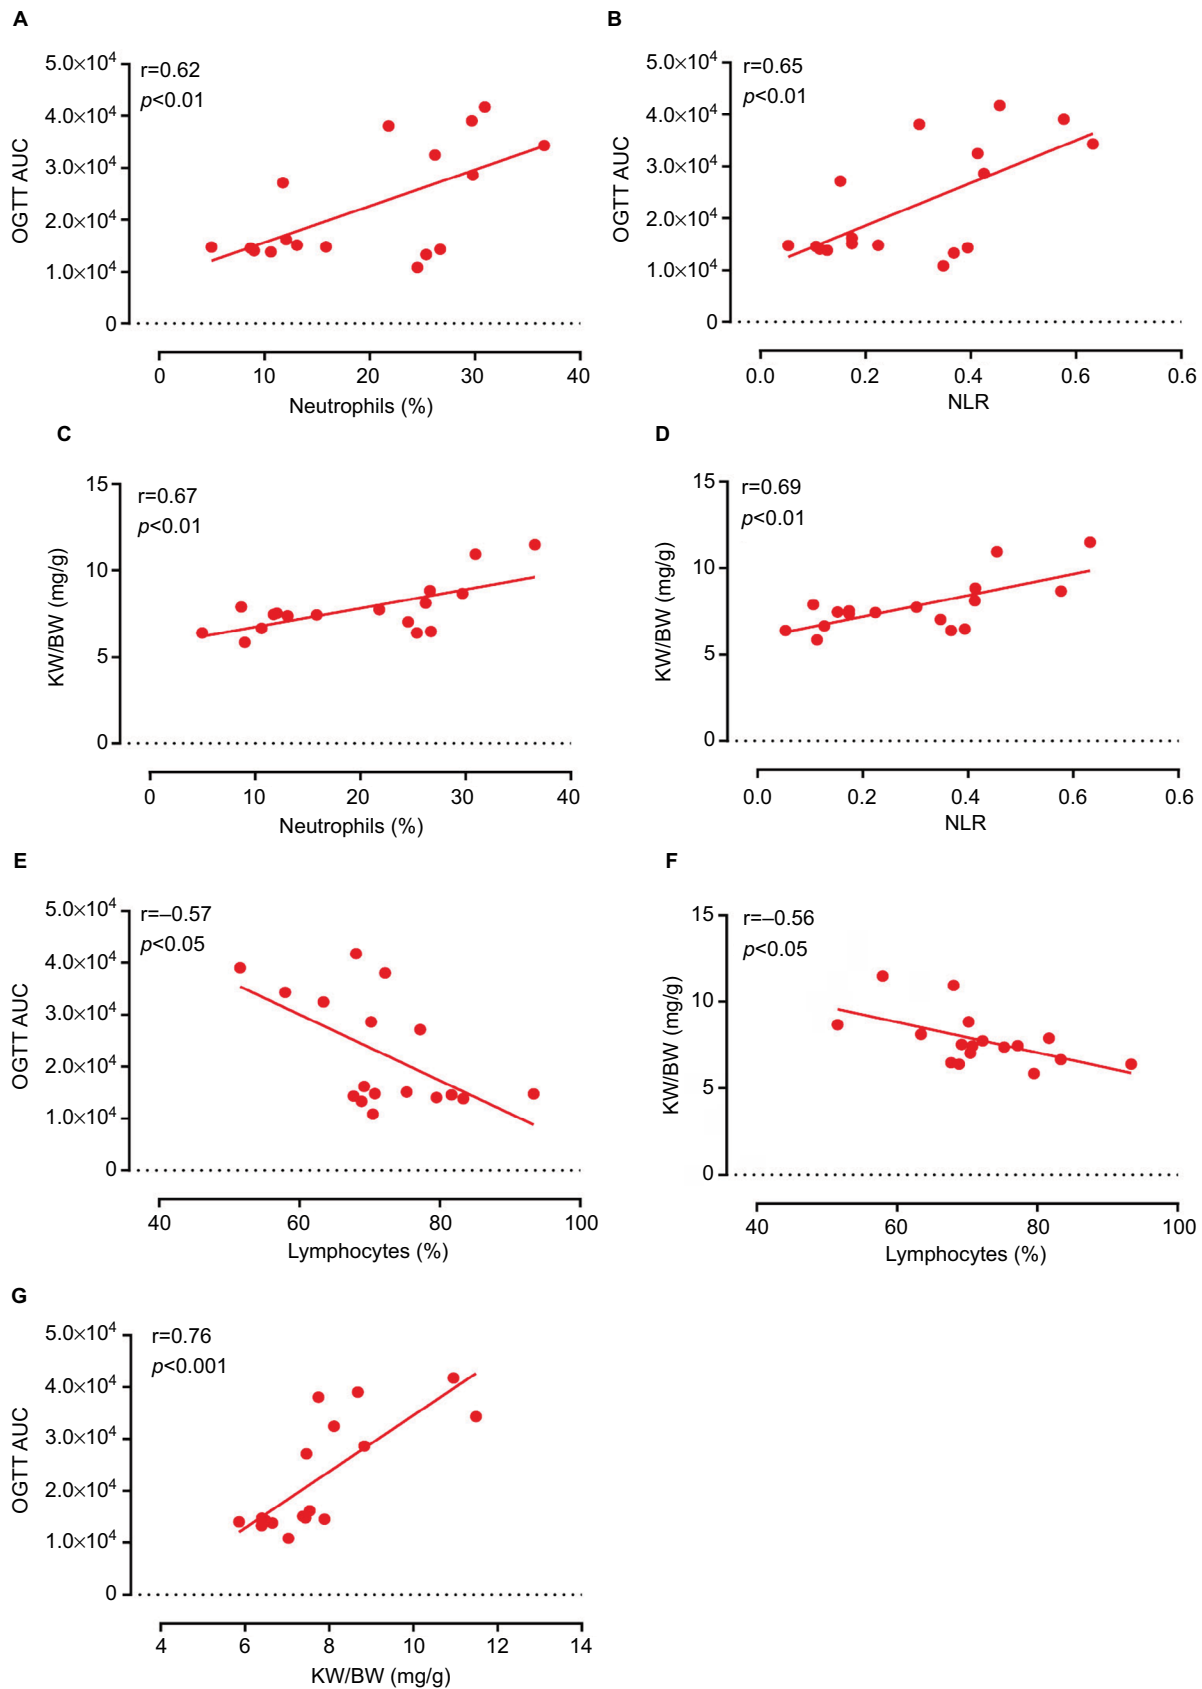 A
5.0×10⁴
4.0×10⁴
3.0×10⁴
2.0×10⁴
1.0×10⁴
0
OGTT AUC
r=0.62
p<0.01
0 10 20 30 40
Neutrophils (%)
B
5.0×10⁴
4.0×10⁴
3.0×10⁴
2.0×10⁴
1.0×10⁴
0
OGTT AUC
r=0.65
p<0.01
0.0 0.2 0.4 0.6 0.6
NLR
C
15
10
5
0
KW/BW (mg/g)
r=0.67
p<0.01
0 10 20 30 40
Neutrophils (%)
D
15
10
5
0
KW/BW (mg/g)
r=0.69
p<0.01
0.0 0.2 0.4 0.6 0.6
NLR
E
5.0×10⁴
4.0×10⁴
3.0×10⁴
2.0×10⁴
1.0×10⁴
0
OGTT AUC
r=–0.57
p<0.05
40 60 80 100
Lymphocytes (%)
F
15
10
5
0
KW/BW (mg/g)
r=–0.56
p<0.05
40 60 80 100
Lymphocytes (%)
G
5.0×10⁴
4.0×10⁴
3.0×10⁴
2.0×10⁴
1.0×10⁴
0
OGTT AUC
r=0.76
p<0.001
4 6 8 10 12 14
KW/BW (mg/g)